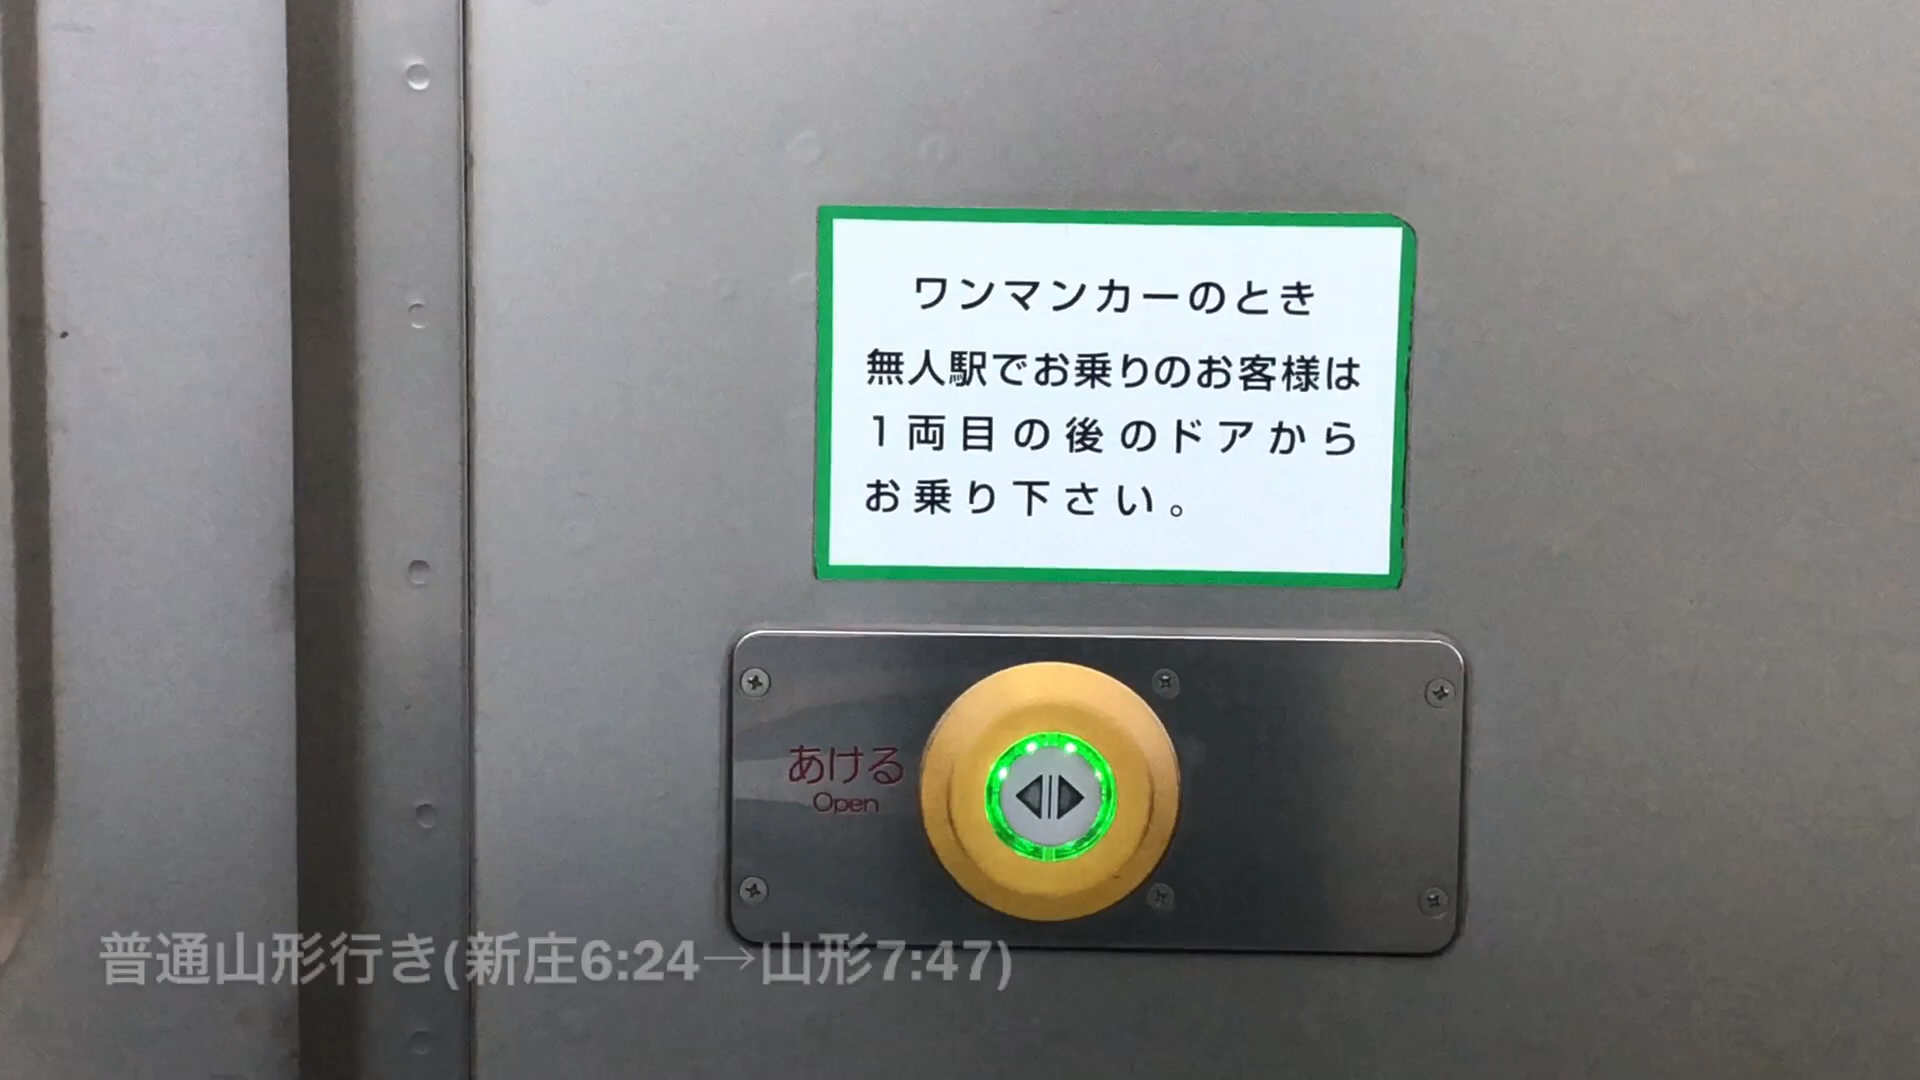 ワンマンカーのとき
無人駅でお乗りのお客様は
1両目の後のドアから
お乗り下さい。
あける
Open
普通山形行き(新庄6:24→山形7:47)